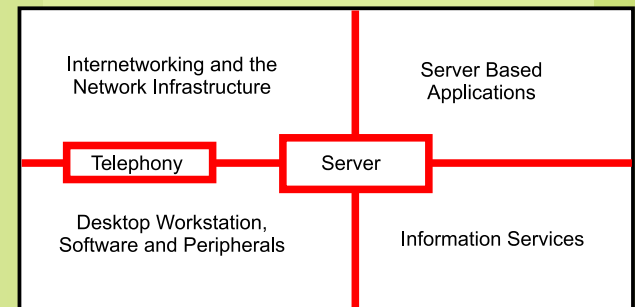 Internetworking and the
Network Infrastructure
Server Based
Applications
Telephony
Server
Desktop Workstation,
Software and Peripherals
Information Services